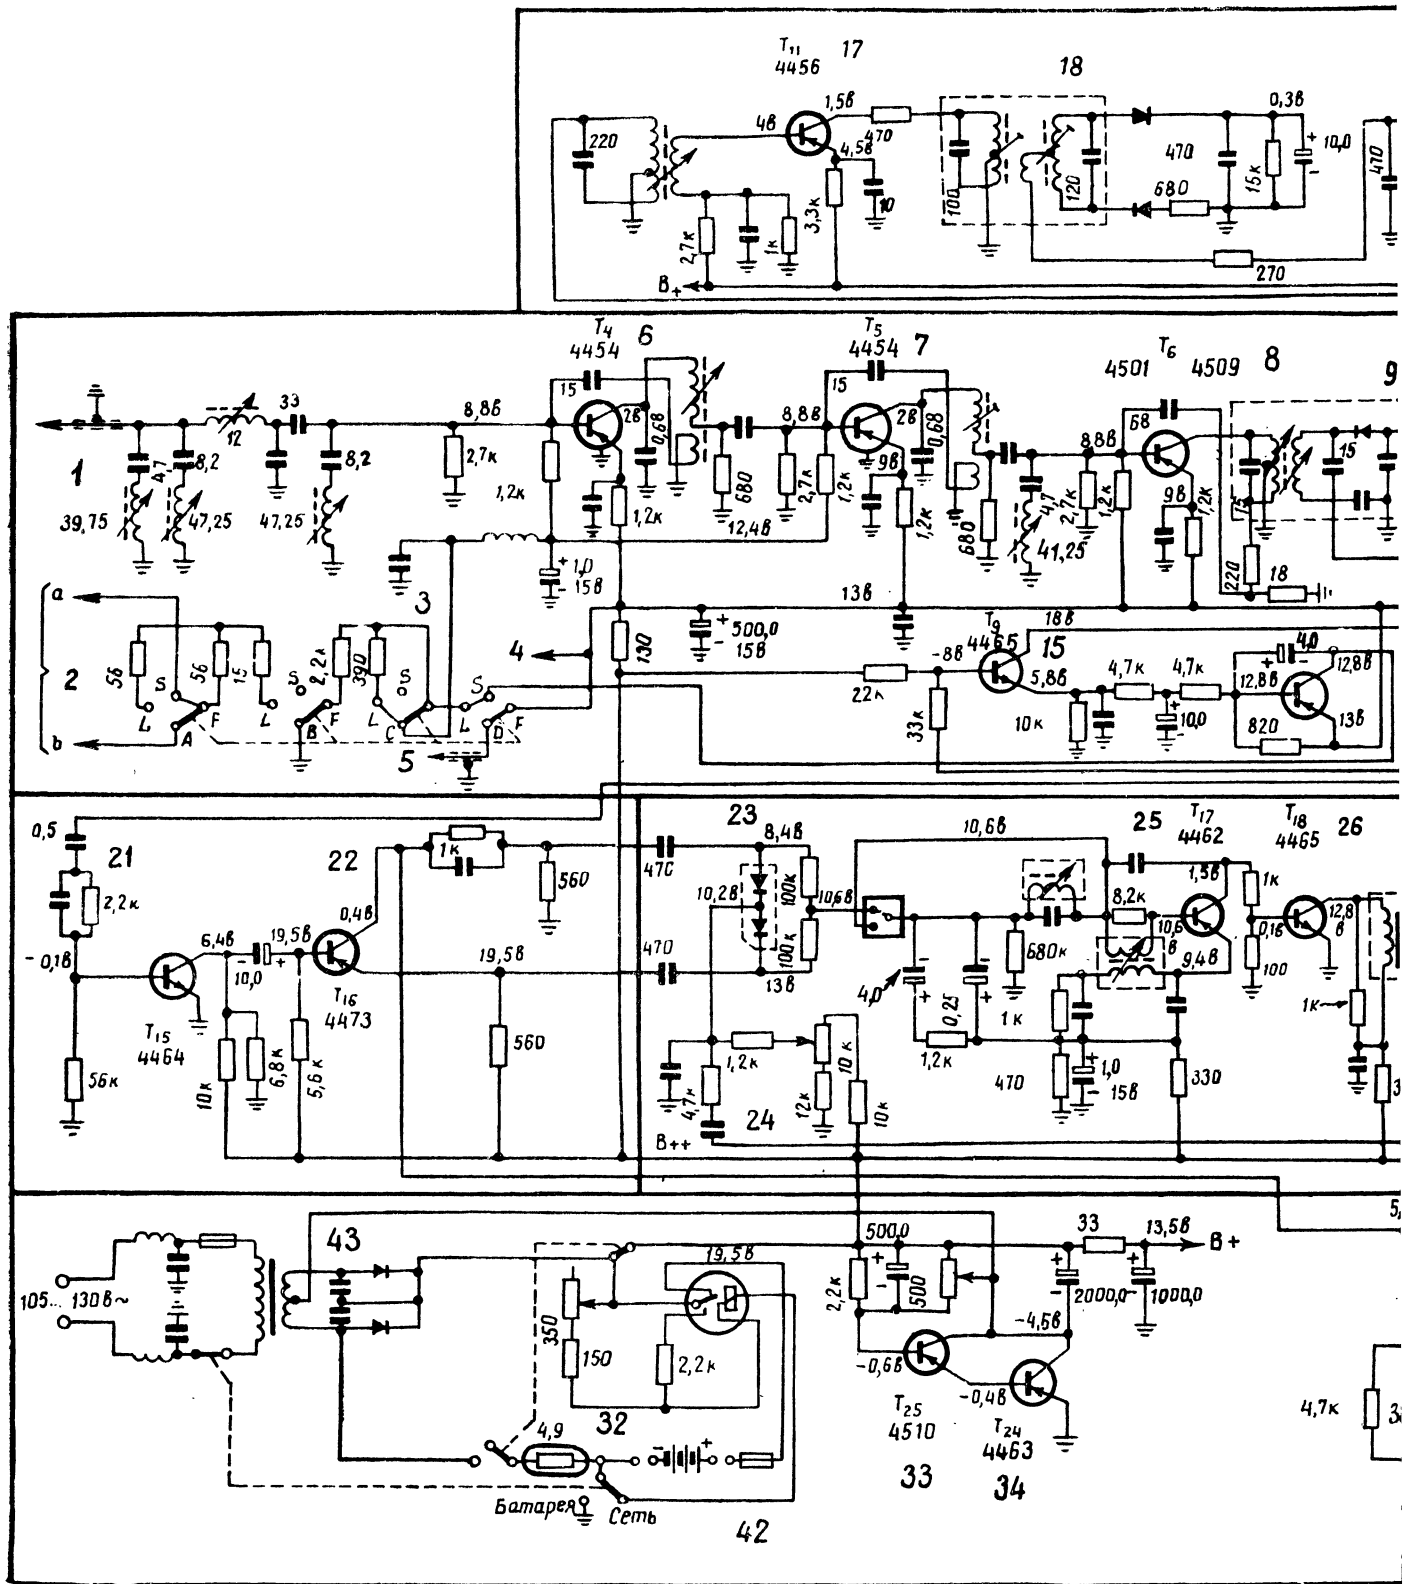 T₁₁ 17
4456
18
220
4в
1,5в
470
4,5в
10
3,3к
2,7к
1к
В+
100
120
470
680
0,3в
15к
+
10,0
-
470
270
T₄ 6
4454
T₅ 7
4454
T₆
4501 4509
8
9
1
12
33
8,8в
15
2в
0,6в
4,7
8,2
8,2
39,75
47,25
47,25
2,7к
1,2к
1,2к
680
8,8в
15
2в
0,6в
9в
2,7к
1,2к
1,2к
12,4в
680
4,7
41,25
8,8в
68
2,7к
1,2к
9в
1,2к
15
75
220
18
+ 1,0
- 15в
13в
+ 500,0
- 15в
2
a
b
56
56
15
2,2к
390
3
4
5
S
L
A
F
L
S
B
F
L
S
C
S
L
D
F
130
22к
33к
-8в
T₉
4465
15
18в
5,8в
10к
4,7к
4,7к
+
10,0
-
4,0
+ -
12,8в
12,8в
13в
820
0,5
21
2,2к
- 0,1в
56к
T₁₅
4464
6,4в
19,5в
- 10,0 +
10к
6,8к
5,6к
22
0,4в
T₁₆
4473
1к
560
560
19,5в
470
470
23
8,4в
10,2в
100к
100к
13в
10,6в
10,6в
4,0
-
+
0,25
-
+
1,2к
680к
1к
470
+ 1,0
- 15в
330
25
T₁₇
4462
1,5в
8,2к
10,6
в
9,4в
T₁₈
4465
26
1к
0,1в
100
12,8
в
1к
1,2к
10к
12к
10к
4,7к
24
В++
43
105... 130в~
19,5в
350
150
2,2к
32
4,9
-
+
Батарея
Сеть
42
500,0
+
-
2,2к
500
33
13,5в
В+
+
-
2000,0
+
1000,0
-4,5в
-0,6в
-0,4в
T₂₅
4510
T₂₄
4463
33
34
4,7к